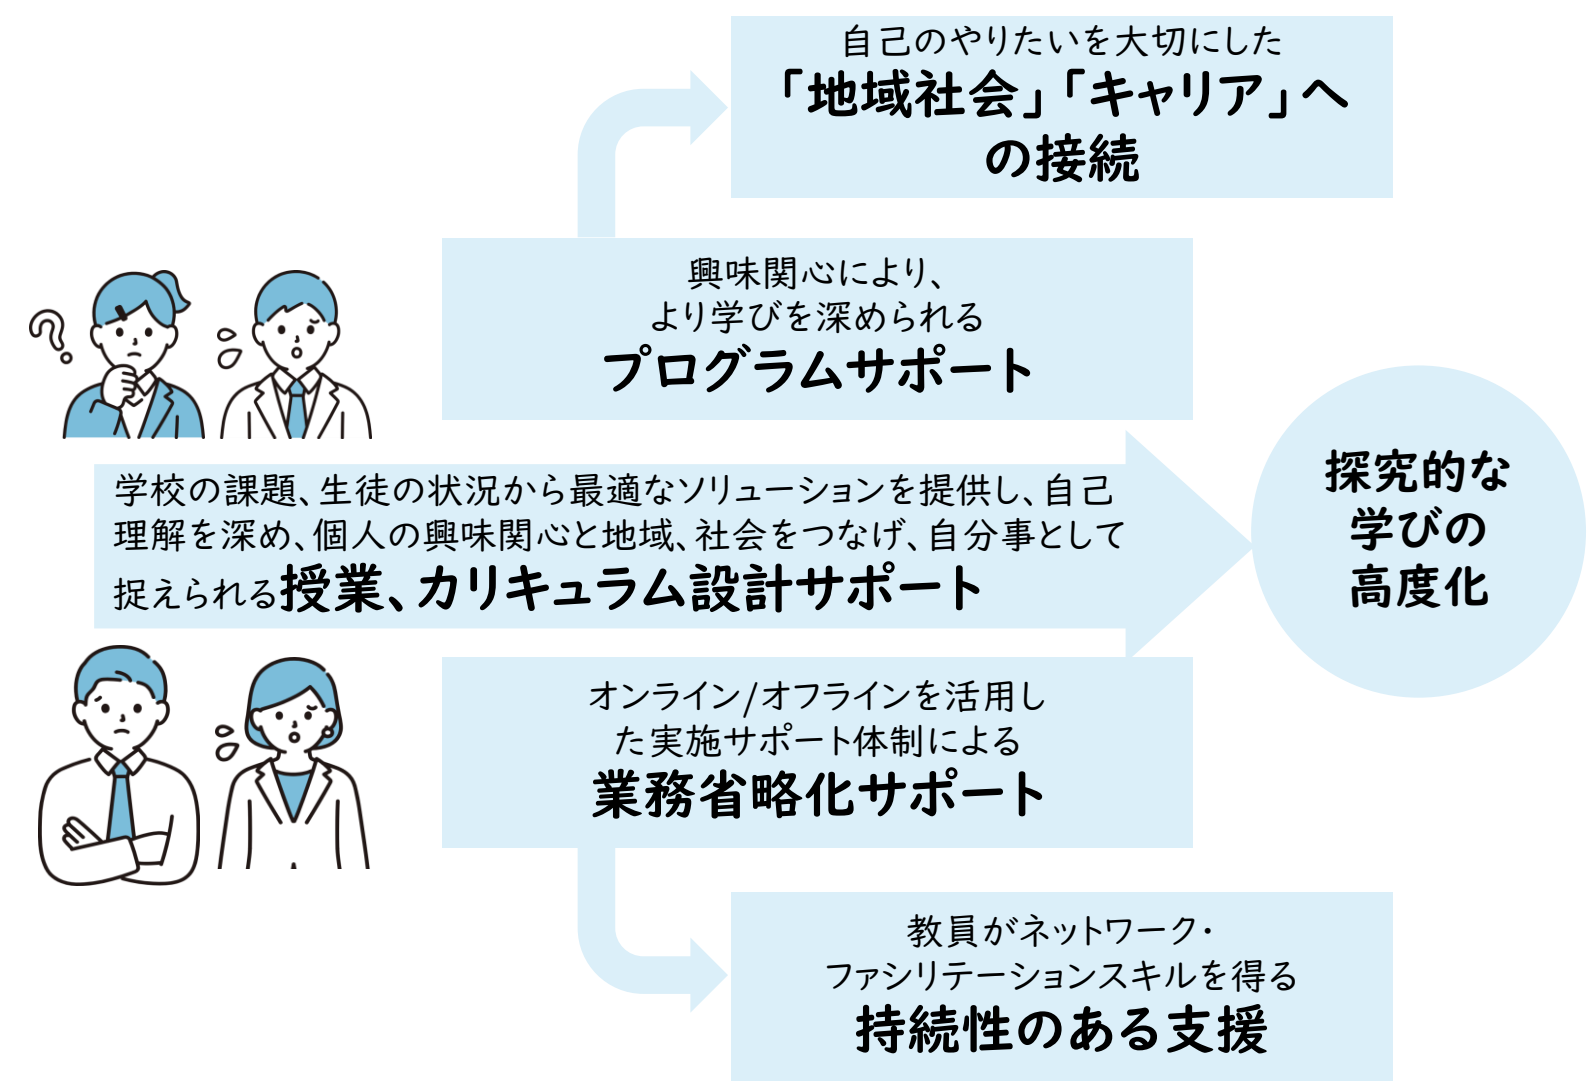 自己のやりたいを大切にした
「地域社会」「キャリア」へ
の接続
興味関心により、
より学びを深められる
プログラムサポート
学校の課題、生徒の状況から最適なソリューションを提供し、自己
理解を深め、個人の興味関心と地域、社会をつなげ、自分事として
捉えられる授業、カリキュラム設計サポート
探究的な
学びの
高度化
オンライン/オフラインを活用し
た実施サポート体制による
業務省略化サポート
教員がネットワーク・
ファシリテーションスキルを得る
持続性のある支援